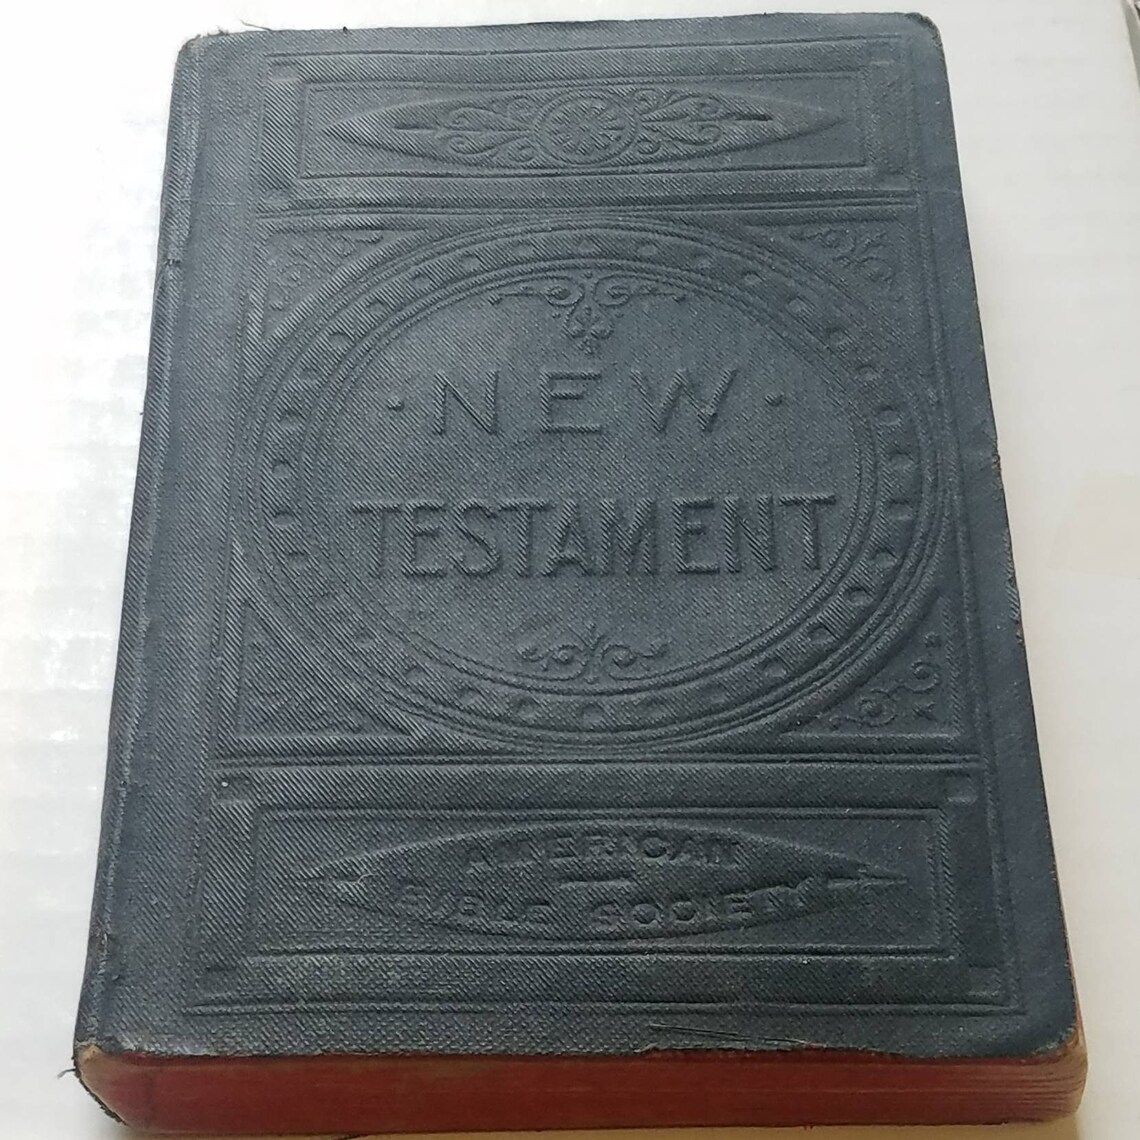 · NEW ·
TESTAMENT
AMERICAN
BIBLE SOCIETY